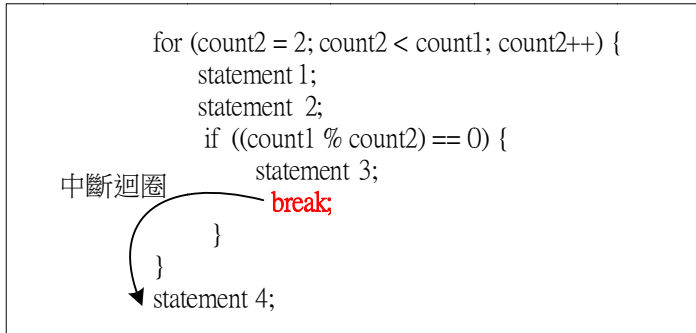 for (count2 = 2; count2 < count1; count2++) {
statement 1;
statement 2;
if ((count1 % count2) == 0) {
statement 3;
中斷迴圈
break;
}
}
statement 4;